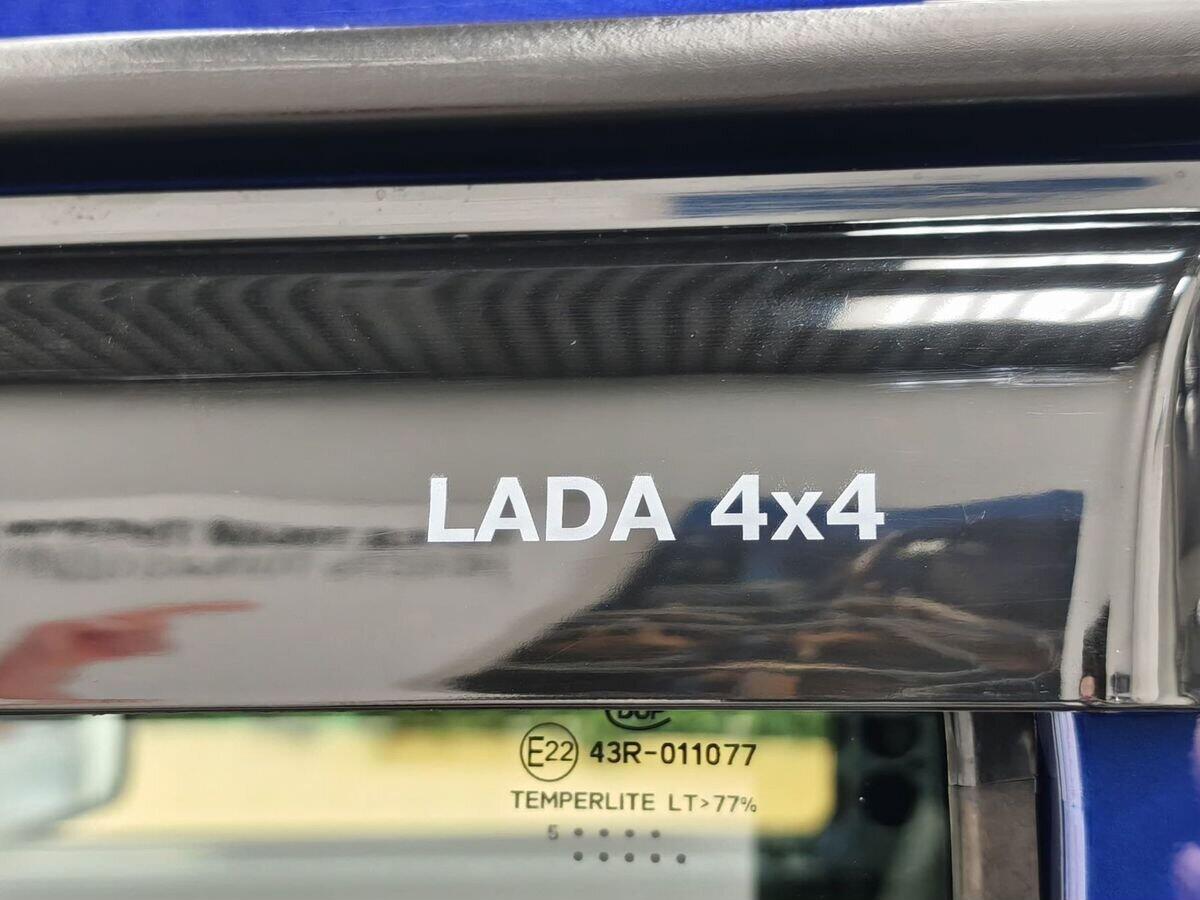 LADA 4x4
E22 43R-011077
TEMPERLITE LT>77%
5